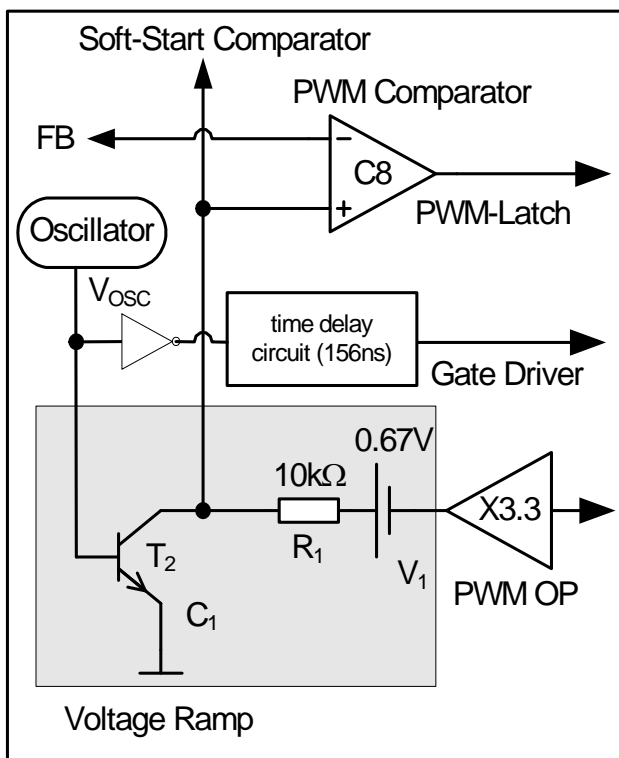 Soft-Start Comparator
PWM Comparator
FB
C8
PWM-Latch
Oscillator
VOSC
time delay
circuit (156ns)
Gate Driver
0.67V
10kΩ
X3.3
R1
T2
V1
PWM OP
C1
Voltage Ramp